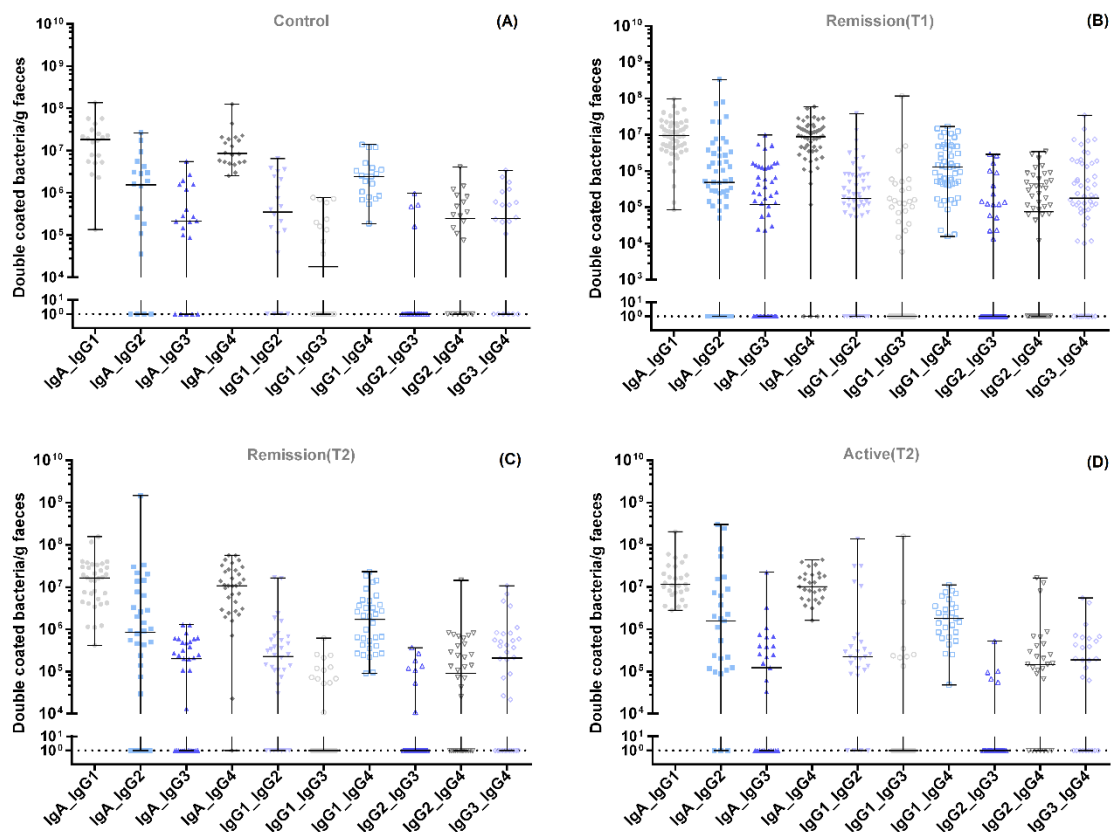 Control
(A)
Double coated bacteria/g faeces
10^10
10^9
10^8
10^7
10^6
10^5
10^4
10^1
10^0
IgA_IgG1
IgA_IgG2
IgA_IgG3
IgA_IgG4
IgG1_IgG2
IgG1_IgG3
IgG1_IgG4
IgG2_IgG3
IgG2_IgG4
IgG3_IgG4
Remission(T1)
(B)
Double coated bacteria/g faeces
10^10
10^9
10^8
10^7
10^6
10^5
10^4
10^3
10^1
10^0
IgA_IgG1
IgA_IgG2
IgA_IgG3
IgA_IgG4
IgG1_IgG2
IgG1_IgG3
IgG1_IgG4
IgG2_IgG3
IgG2_IgG4
IgG3_IgG4
Remission(T2)
(C)
Double coated bacteria/g faeces
10^10
10^9
10^8
10^7
10^6
10^5
10^4
10^1
10^0
IgA_IgG1
IgA_IgG2
IgA_IgG3
IgA_IgG4
IgG1_IgG2
IgG1_IgG3
IgG1_IgG4
IgG2_IgG3
IgG2_IgG4
IgG3_IgG4
Active(T2)
(D)
Double coated bacteria/g faeces
10^10
10^9
10^8
10^7
10^6
10^5
10^4
10^1
10^0
IgA_IgG1
IgA_IgG2
IgA_IgG3
IgA_IgG4
IgG1_IgG2
IgG1_IgG3
IgG1_IgG4
IgG2_IgG3
IgG2_IgG4
IgG3_IgG4